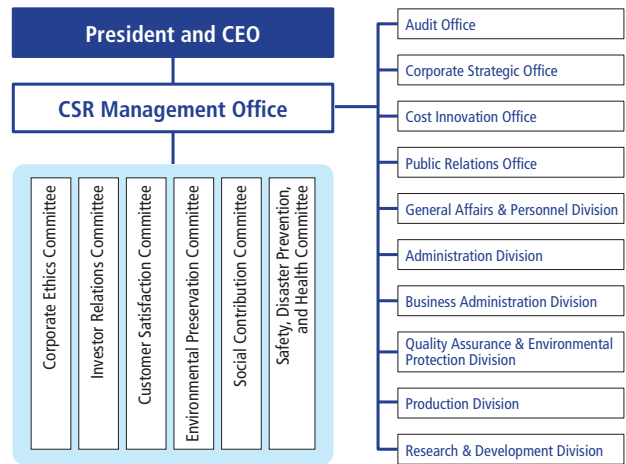 President and CEO
CSR Management Office
Corporate Ethics Committee
Investor Relations Committee
Customer Satisfaction Committee
Environmental Preservation Committee
Social Contribution Committee
Safety, Disaster Prevention,
and Health Committee
Audit Office
Corporate Strategic Office
Cost Innovation Office
Public Relations Office
General Affairs & Personnel Division
Administration Division
Business Administration Division
Quality Assurance & Environmental
Protection Division
Production Division
Research & Development Division